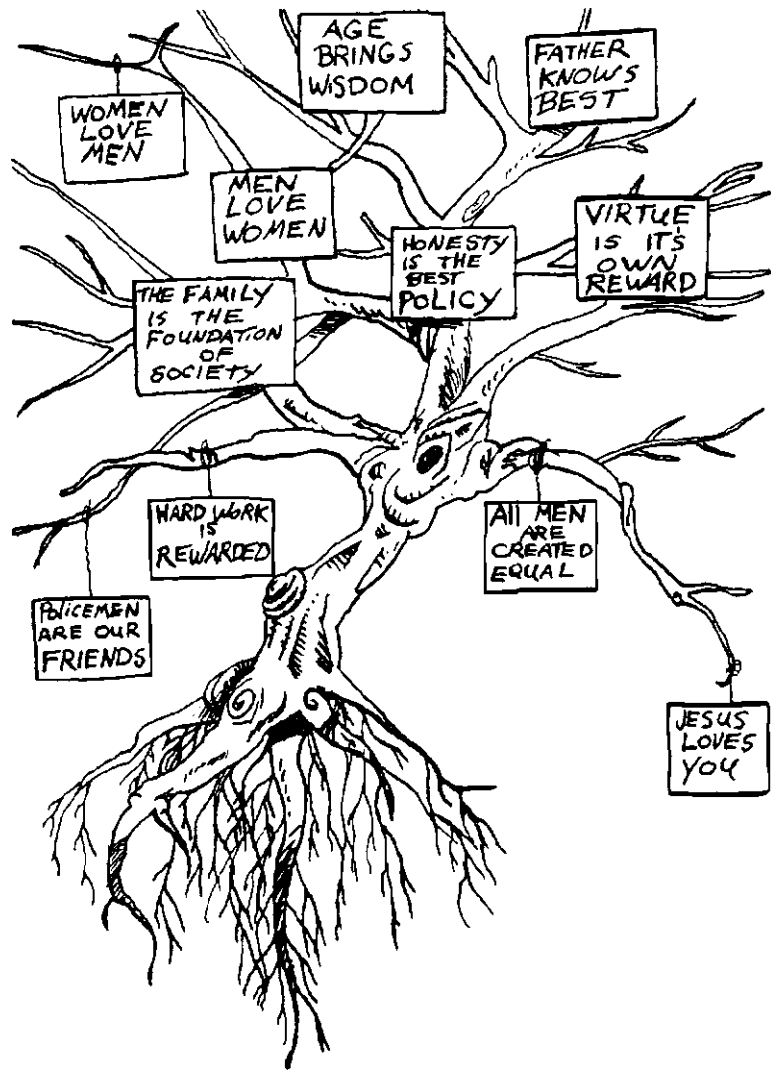 AGE
BRINGS
WISDOM
FATHER
KNOWS
BEST
WOMEN
LOVE
MEN
MEN
LOVE
WOMEN
HONESTY
IS THE
BEST
POLICY
VIRTUE
IS IT'S
OWN
REWARD
THE FAMILY
IS THE
FOUNDATION
OF
SOCIETY
HARD WORK
IS
REWARDED
All MEN
ARE
CREATED
EQUAL
POLICEMEN
ARE OUR
FRIENDS
JESUS
LOVES
YOU